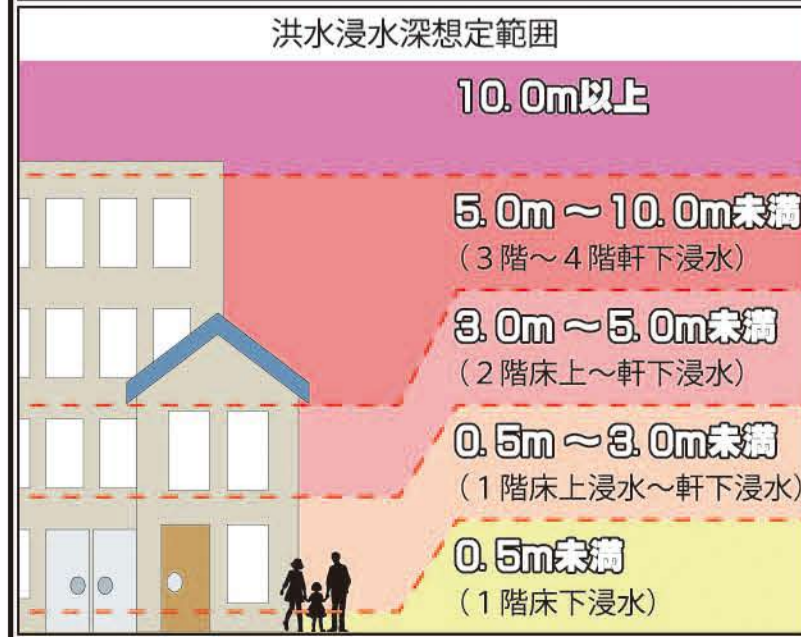 洪水浸水深想定範囲
10.0m以上
5.0m～10.0m未満
（3階～４階軒下浸水）
3.0m～5.0m未満
（２階床上～軒下浸水）
0.5m～3.0m未満
（１階床上浸水～軒下浸水）
0.5m未満
（１階床下浸水）